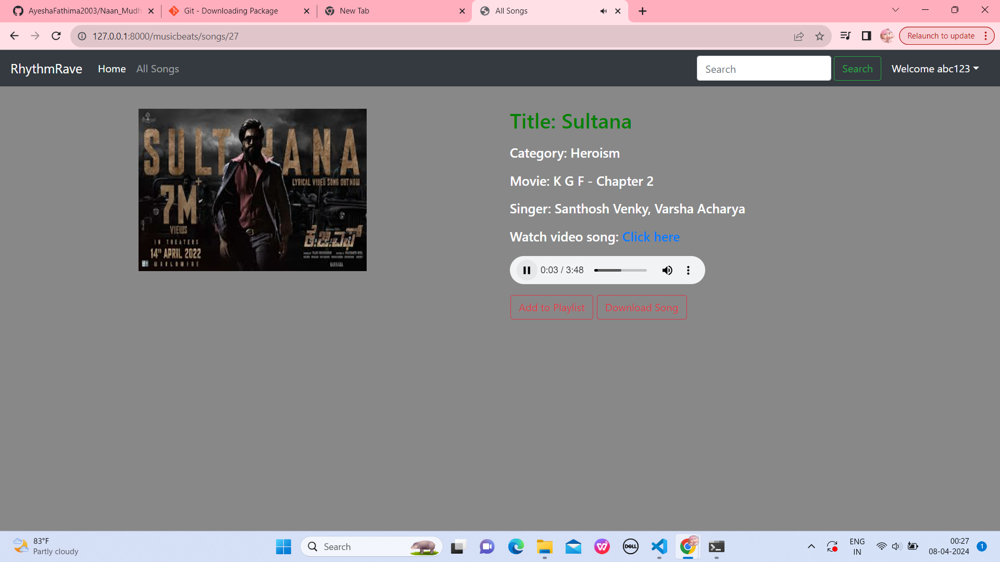 AyeshaFathima2003/Naan_Mudh
Git - Downloading Package
New Tab
All Songs
127.0.0.1:8000/musicbeats/songs/27
Relaunch to update
RhythmRave
Home
All Songs
Search
Search
Welcome abc123
SULTHANA
LYRICAL VIDEO SONG OUT NOW
7M+
VIEWS
IN THEATERS
14th APRIL 2022
WORLDWIDE
ಕೆ.ಜಿ.ಎಫ್
KANNADA
Title: Sultana
Category: Heroism
Movie: K G F - Chapter 2
Singer: Santhosh Venky, Varsha Acharya
Watch video song: Click here
0:03 / 3:48
Add to Playlist
Download Song
83°F
Partly cloudy
Search
DELL
ENG
IN
00:27
08-04-2024
1